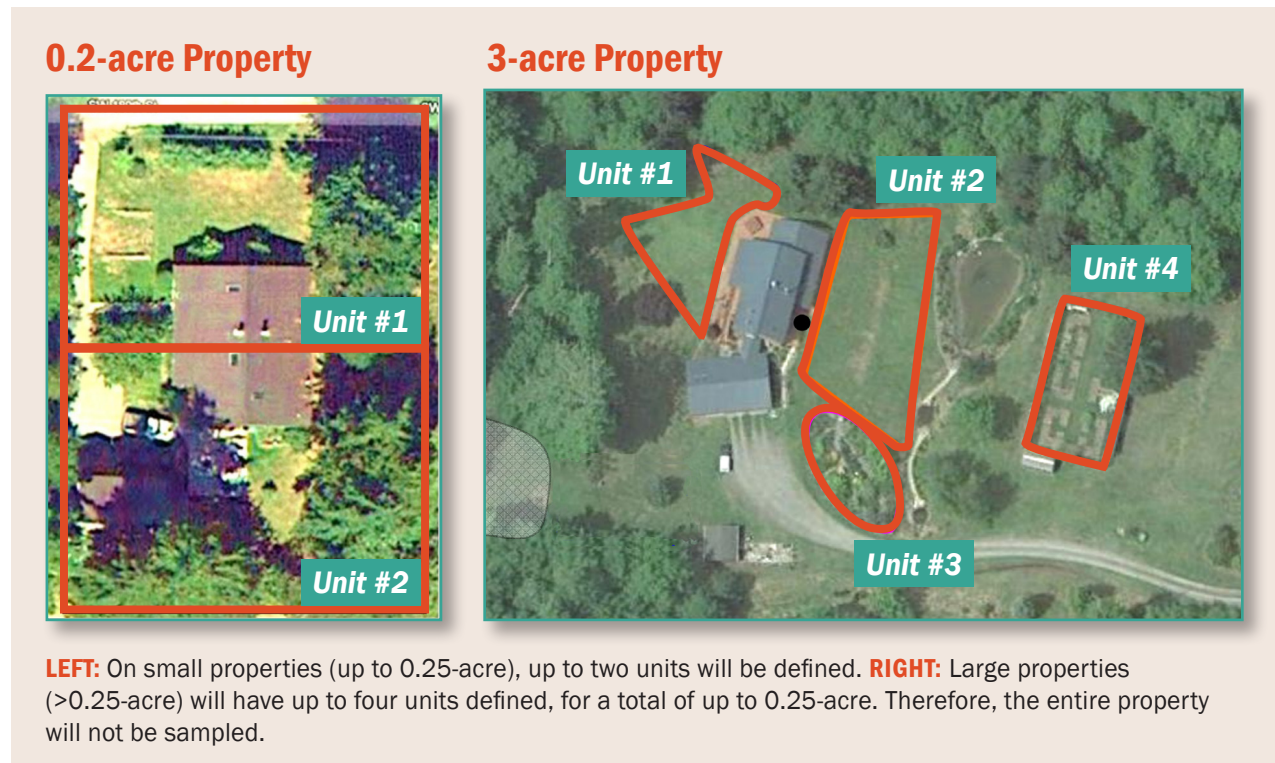 0.2-acre Property
3-acre Property
Unit #1
Unit #2
Unit #1
Unit #2
Unit #4
Unit #3
LEFT: On small properties (up to 0.25-acre), up to two units will be defined. RIGHT: Large properties
(>0.25-acre) will have up to four units defined, for a total of up to 0.25-acre. Therefore, the entire property
will not be sampled.